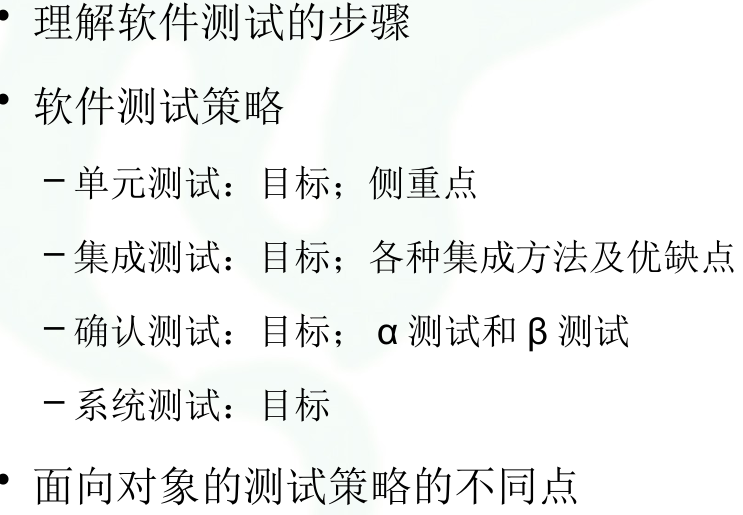 • 理解软件测试的步骤
• 软件测试策略
– 单元测试：目标；侧重点
– 集成测试：目标；各种集成方法及优缺点
– 确认测试：目标； α 测试和 β 测试
– 系统测试：目标
• 面向对象的测试策略的不同点